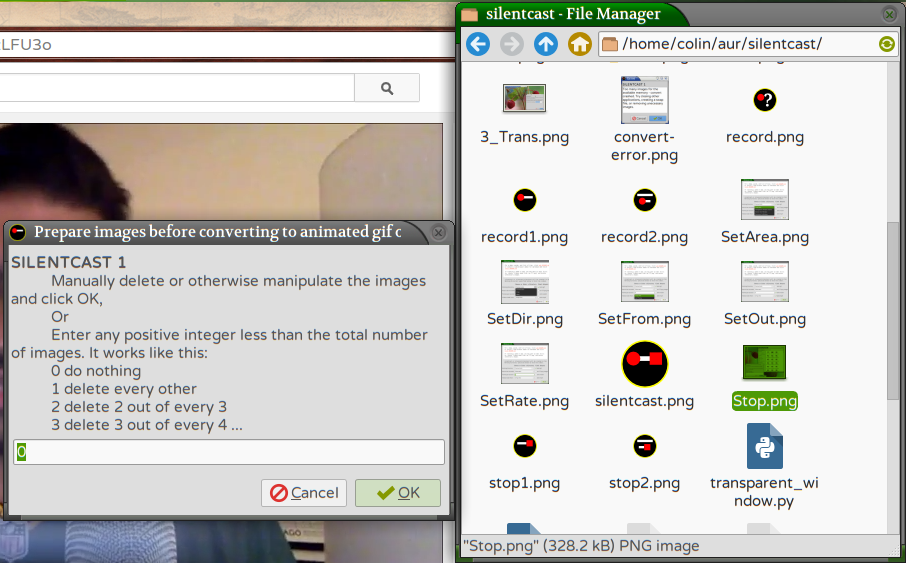 LFU3o
Prepare images before converting to animated gif o
SILENTCAST 1
Manually delete or otherwise manipulate the images
and click OK,
Or
Enter any positive integer less than the total number
of images. It works like this:
0 do nothing
1 delete every other
2 delete 2 out of every 3
3 delete 3 out of every 4 ...
0
Cancel
OK
silentcast - File Manager
/home/colin/aur/silentcast/
3_Trans.png
convert-
error.png
record.png
SILENTCAST 1
record1.png
record2.png
SetArea.png
SetDir.png
SetFrom.png
SetOut.png
SetRate.png
silentcast.png
Stop.png
stop1.png
stop2.png
transparent_wi
ndow.py
"Stop.png" (328.2 kB) PNG image
NFL